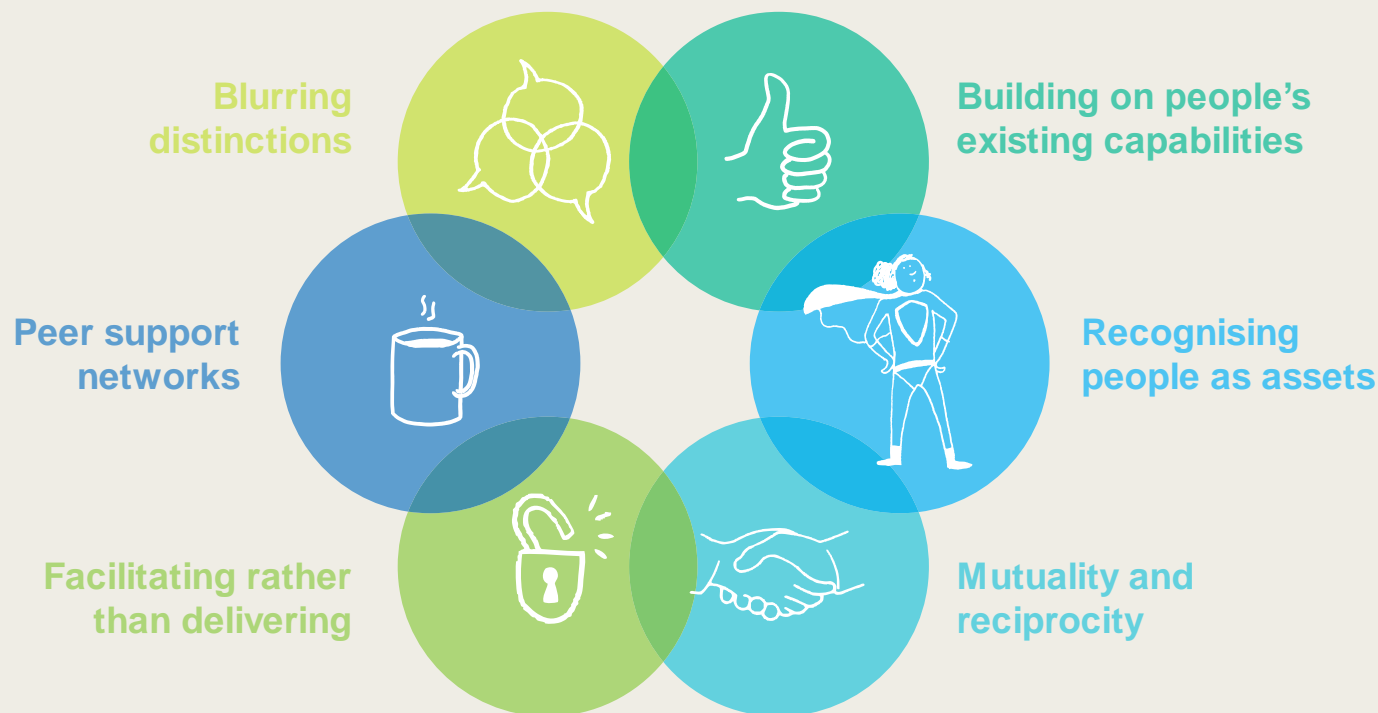 Blurring
distinctions
Building on people’s
existing capabilities
Peer support
networks
Recognising
people as assets
Facilitating rather
than delivering
Mutuality and
reciprocity